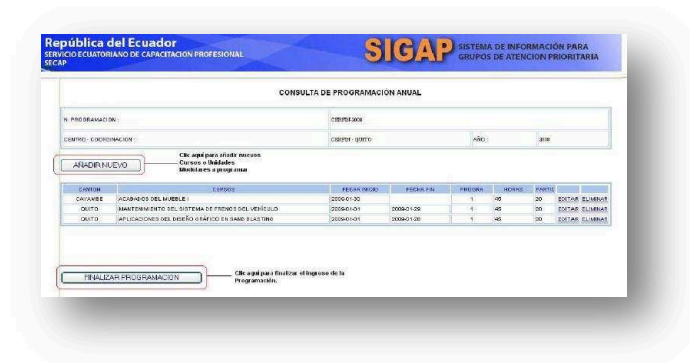 República del Ecuador
SERVICIO ECUATORIANO DE CAPACITACION PROFESIONAL
SECAP
SIGAP SISTEMA DE INFORMACIÓN PARA
GRUPOS DE ATENCION PRIORITARIA
CONSULTA DE PROGRAMACIÓN ANUAL
N. PROGRAMACION :
CENTRO - COORDINACION : AÑO :
AÑADIR NUEVO
Clic aquí para añadir nuevos
Cursos o Unidades
Modulares a programar
CANTON CURSOS FECHA INICIO FECHA FIN PROGRA HORAS PARTIC
CAYAMBE ACABADOS DEL MUEBLE I 2009-01-30 1 45 20 EDITAR ELIMINAR
QUITO MANTENIMIENTO DEL SISTEMA DE FRENOS DEL VEHÍCULO 2009-01-01 2009-01-29 1 45 20 EDITAR ELIMINAR
QUITO APLICACIONES DEL DISEÑO GRÁFICO EN SAND BLASTING 2009-01-01 2009-01-20 1 45 20 EDITAR ELIMINAR
FINALIZAR PROGRAMACION
Clic aquí para finalizar el ingreso de la
Programación.